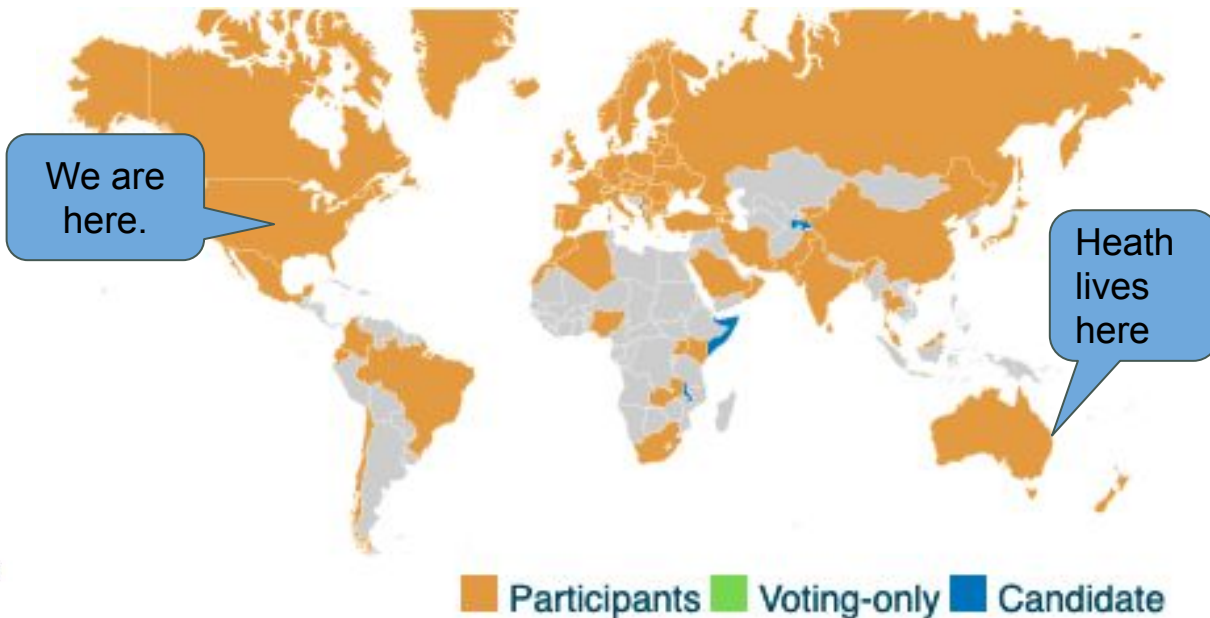 We are
here.
Heath
lives
here
Participants Voting-only Candidate